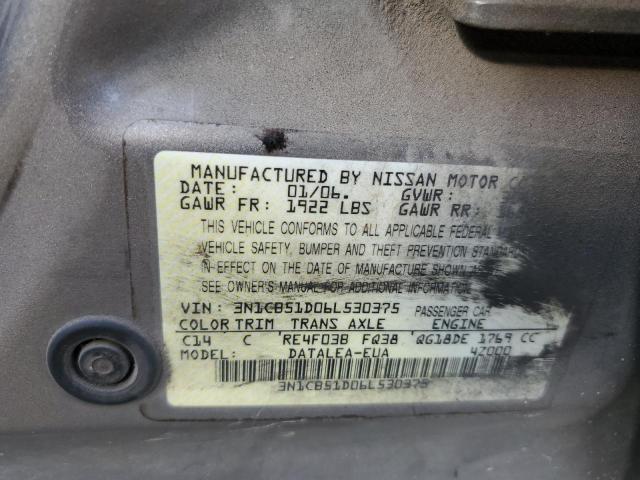 MANUFACTURED BY NISSAN MOTOR
DATE: 01/06. GVWR:
GAWR FR: 1922 LBS GAWR RR:
THIS VEHICLE CONFORMS TO ALL APPLICABLE FEDERAL
VEHICLE SAFETY, BUMPER AND THEFT PREVENTION
IN EFFECT ON THE DATE OF MANUFACTURE SHOWN
SEE OWNER'S MANUAL FOR ADDITIONAL INFORMATION.
VIN: 3N1CB51D06L530375 PASSENGER CAR
COLOR TRIM TRANS AXLE ENGINE
C14 C RE4F03B FQ38 QG18DE 1769 CC
MODEL: DATALEA-EUA 4Z000
3N1CB51D06L530375